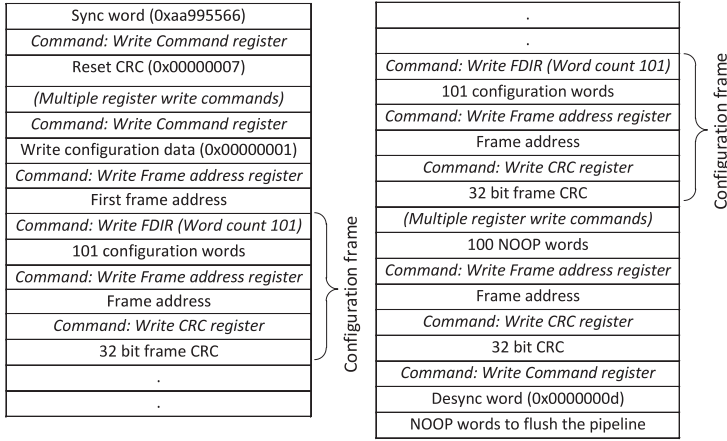 Sync word (0xaa995566)
Command: Write Command register
Reset CRC (0x00000007)
(Multiple register write commands)
Command: Write Command register
Write configuration data (0x00000001)
Command: Write Frame address register
First frame address
Command: Write FDIR (Word count 101)
101 configuration words
Command: Write Frame address register
Frame address
Command: Write CRC register
32 bit frame CRC
.
.
Configuration frame
.
.
Command: Write FDIR (Word count 101)
101 configuration words
Command: Write Frame address register
Frame address
Command: Write CRC register
32 bit frame CRC
(Multiple register write commands)
100 NOOP words
Command: Write Frame address register
Frame address
Command: Write CRC register
32 bit CRC
Command: Write Command register
Desync word (0x0000000d)
NOOP words to flush the pipeline
Configuration frame